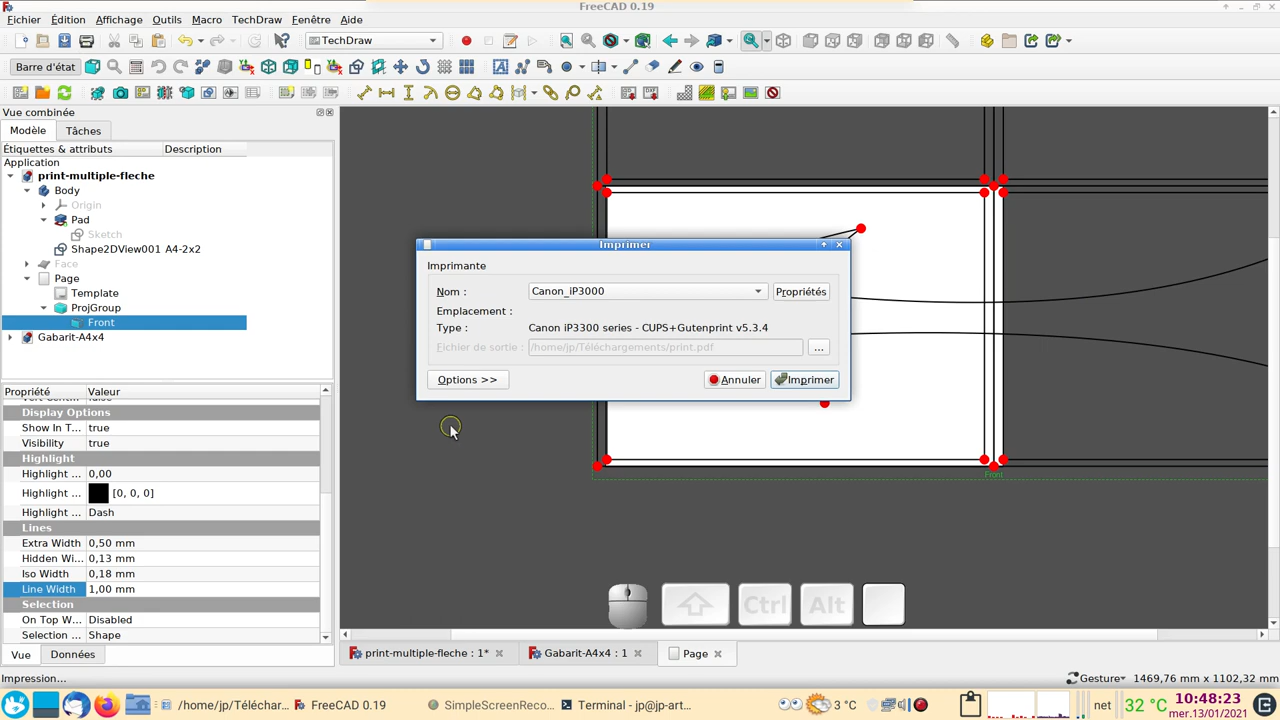 FreeCAD 0.19
Fichier Édition Affichage Outils Macro TechDraw Fenêtre Aide
TechDraw
Barre d'état
Vue combinée
Modèle Tâches
Étiquettes & attributs Description
Application
print-multiple-fleche
Body
Origin
Pad
Sketch
Shape2DView001 A4-2x2
Face
Page
Template
ProjGroup
Front
Gabarit-A4x4
Propriété Valeur
Display Options
Show In T... true
Visibility true
Highlight
Highlight ... 0,00
Highlight ... [0, 0, 0]
Highlight ... Dash
Lines
Extra Width 0,50 mm
Hidden Wi... 0,13 mm
Iso Width 0,18 mm
Line Width 1,00 mm
Selection
On Top W... Disabled
Selection ... Shape
Vue Données
Imprimer
Imprimante
Nom : Canon_iP3000 Propriétés
Emplacement :
Type : Canon iP3300 series - CUPS+Gutenprint v5.3.4
Fichier de sortie : /home/jp/Téléchargements/print.pdf ...
Options >> Annuler Imprimer
Front
Ctrl Alt
print-multiple-fleche : 1* Gabarit-A4x4 : 1 Page
Impression... Gesture 1469,76 mm x 1102,32 mm
/home/jp/Téléchar... FreeCAD 0.19 SimpleScreenReco... Terminal - jp@jp-art... 3 °C net 32 °C 10:48:23
mer.13/01/2021